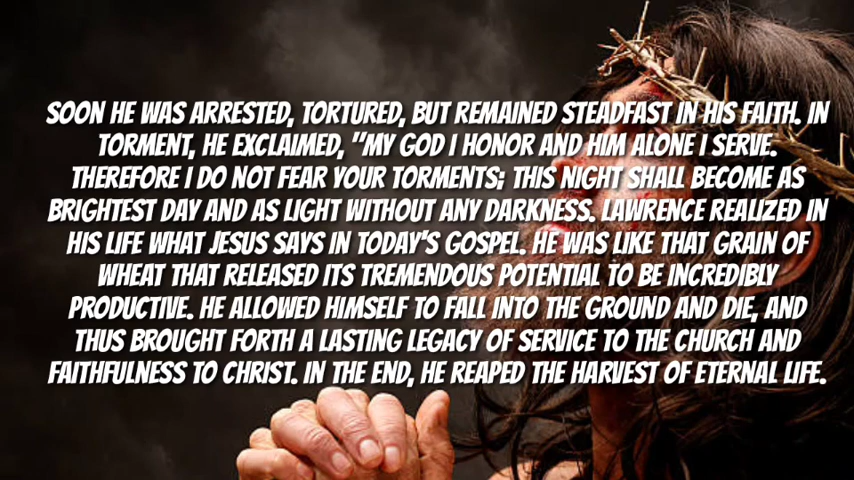 SOON HE WAS ARRESTED, TORTURED, BUT REMAINED STEADFAST IN HIS FAITH. IN
TORMENT, HE EXCLAIMED, "MY GOD I HONOR AND HIM ALONE I SERVE.
THEREFORE I DO NOT FEAR YOUR TORMENTS; THIS NIGHT SHALL BECOME AS
BRIGHTEST DAY AND AS LIGHT WITHOUT ANY DARKNESS. LAWRENCE REALIZED IN
HIS LIFE WHAT JESUS SAYS IN TODAY'S GOSPEL. HE WAS LIKE THAT GRAIN OF
WHEAT THAT RELEASED ITS TREMENDOUS POTENTIAL TO BE INCREDIBLY
PRODUCTIVE. HE ALLOWED HIMSELF TO FALL INTO THE GROUND AND DIE, AND
THUS BROUGHT FORTH A LASTING LEGACY OF SERVICE TO THE CHURCH AND
FAITHFULNESS TO CHRIST. IN THE END, HE REAPED THE HARVEST OF ETERNAL LIFE.